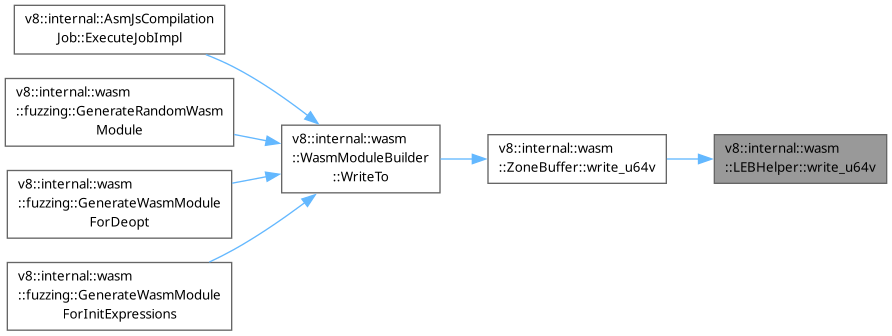 v8::internal::AsmJsCompilation
Job::ExecuteJobImpl
v8::internal::wasm
::fuzzing::GenerateRandomWasm
Module
v8::internal::wasm
::fuzzing::GenerateWasmModule
ForDeopt
v8::internal::wasm
::fuzzing::GenerateWasmModule
ForInitExpressions
v8::internal::wasm
::WasmModuleBuilder
::WriteTo
v8::internal::wasm
::ZoneBuffer::write_u64v
v8::internal::wasm
::LEBHelper::write_u64v